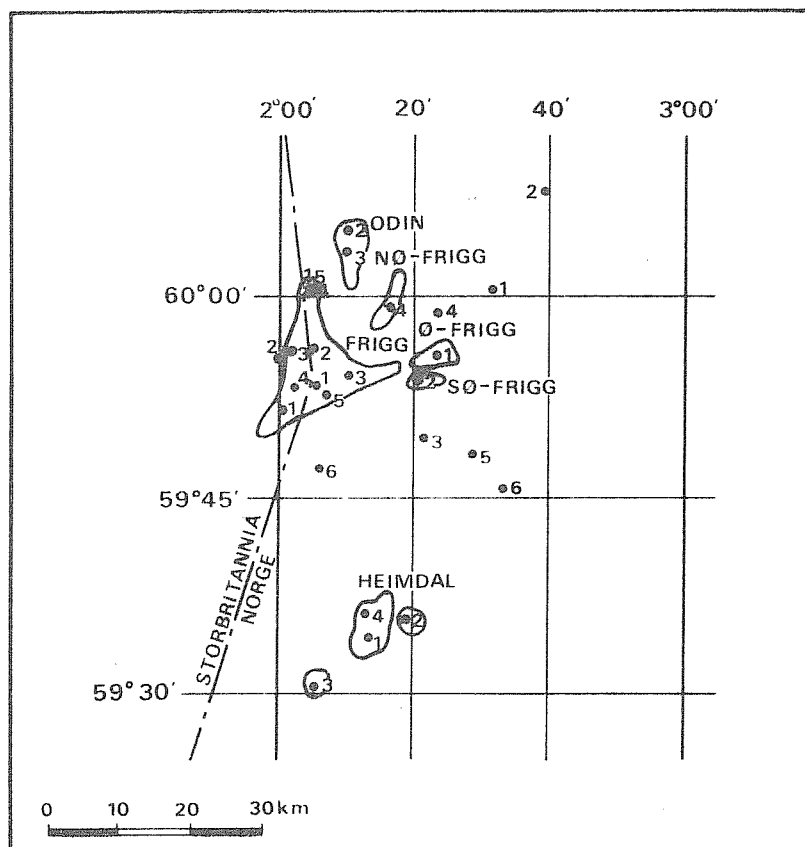 2°00′ 20′ 40′ 3°00′
2
2 ODIN
3 NØ-FRIGG
15
60°00′ 1
4 4
Ø-FRIGG
FRIGG
2 3 2 1
4 1 3 2 SØ-FRIGG
1 5
3
6 5
59°45′ 6
STORBRITANNIA
NORGE
HEIMDAL
4 2
1
59°30′ 3
0 10 20 30km